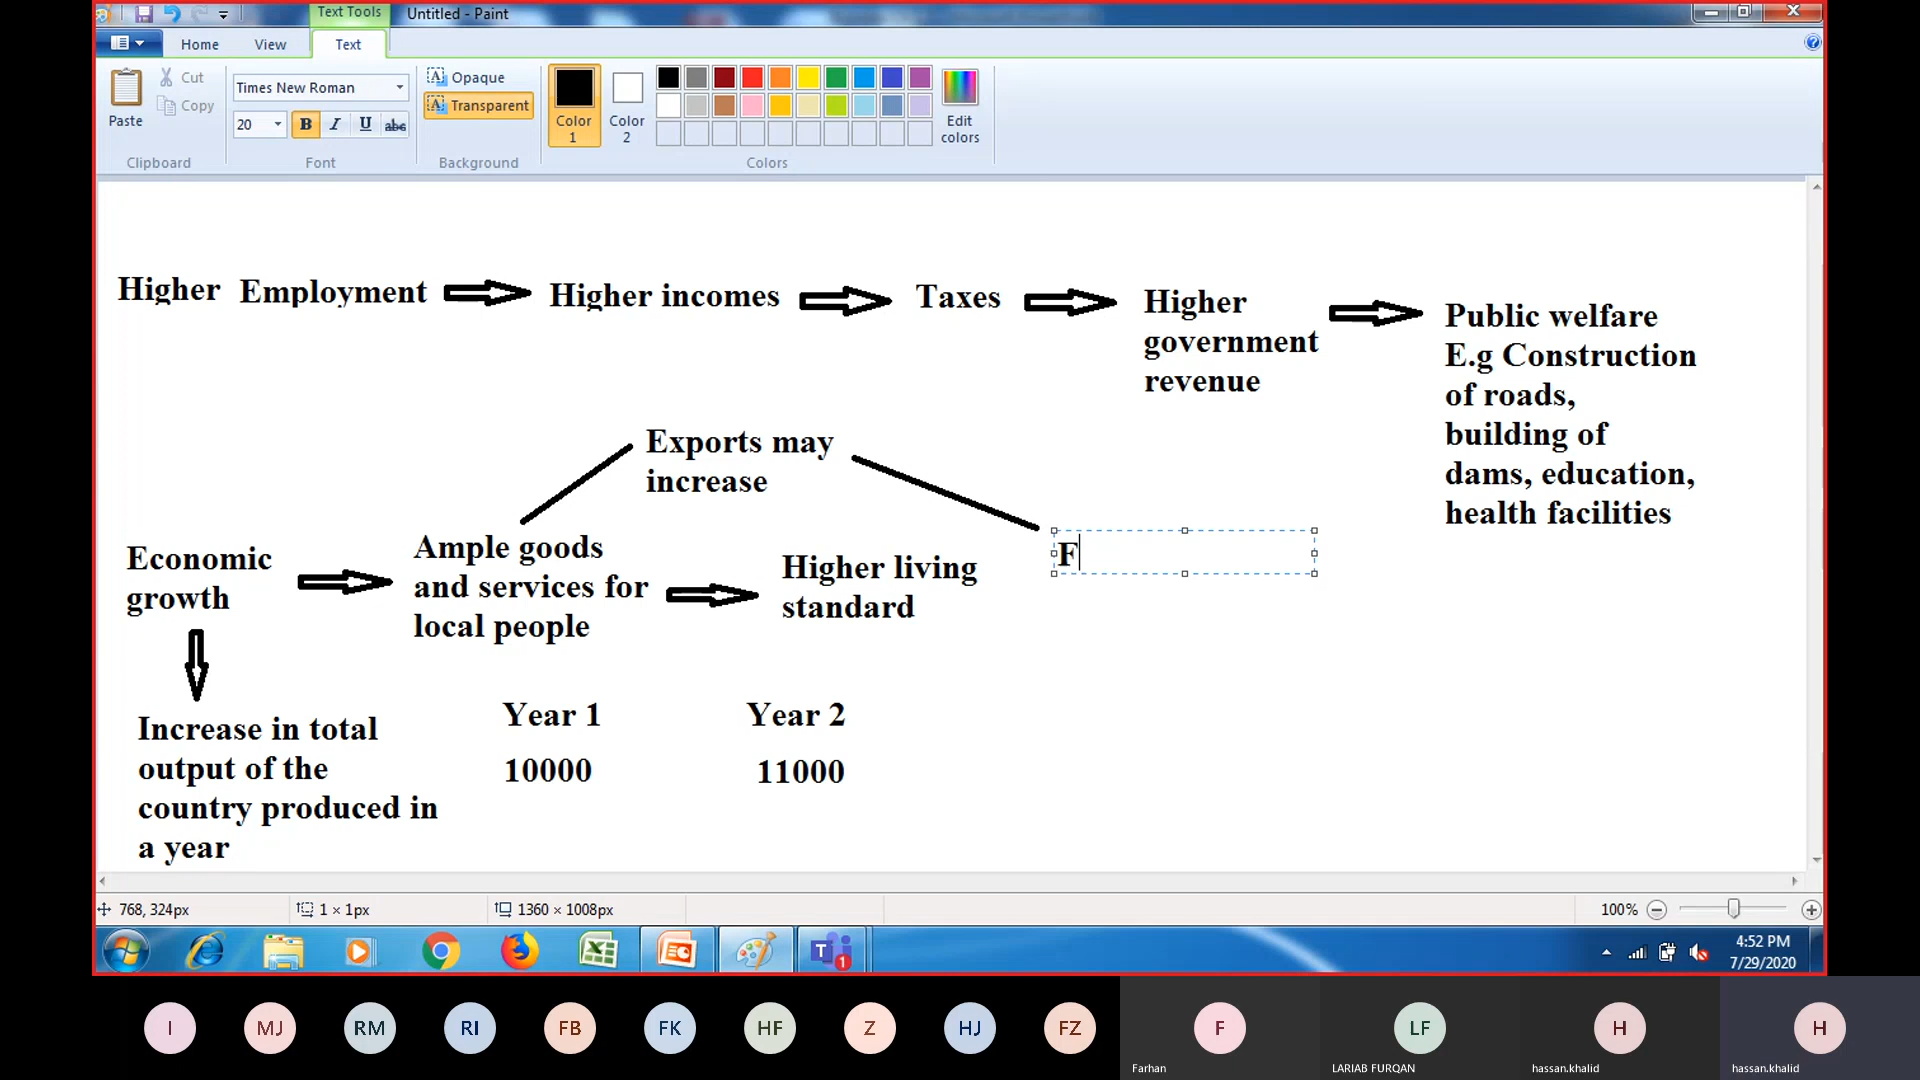 Text Tools
Untitled - Paint
Home
View
Text
Paste
Cut
Copy
Clipboard
Times New Roman
20
B
I
U
abc
Font
Opaque
Transparent
Background
Color
1
Color
2
Edit
colors
Colors
Higher Employment
Higher incomes
Taxes
Higher
government
revenue
Public welfare
E.g Construction
of roads,
building of
dams, education,
health facilities
Exports may
increase
Economic
growth
Ample goods
and services for
local people
Higher living
standard
F
Increase in total
output of the
country produced in
a year
Year 1
Year 2
10000
11000
768, 324px
1 × 1px
1360 × 1008px
100%
T
1
4:52 PM
7/29/2020
I
MJ
RM
RI
FB
FK
HF
Z
HJ
FZ
F
Farhan
LF
LARIAB FURQAN
H
hassan.khalid
H
hassan.khalid